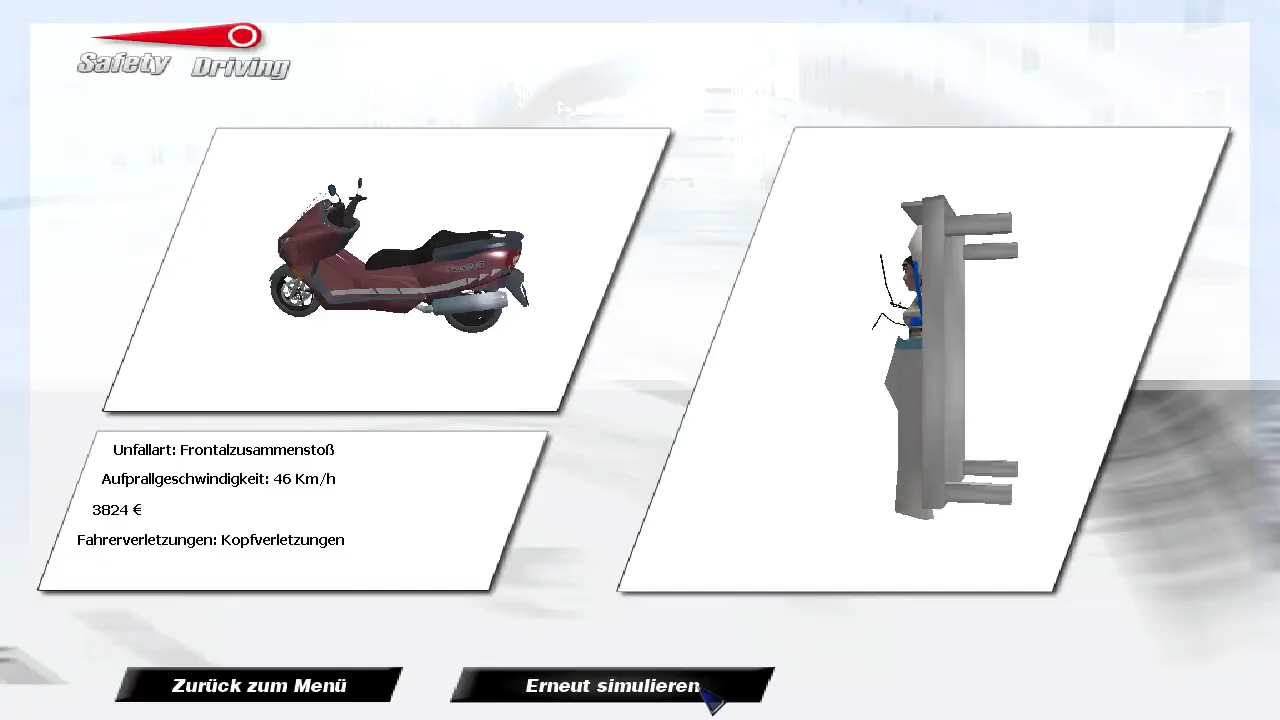 Safety Driving
Unfallart: Frontalzusammenstoß
Aufprallgeschwindigkeit: 46 Km/h
3824 €
Fahrerverletzungen: Kopfverletzungen
Zurück zum Menü
Erneut simulieren